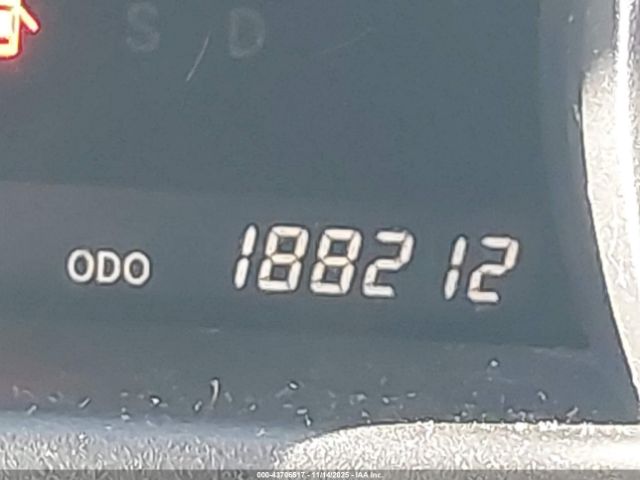 S D
ODO 188212
000-43706517 - 11/14/2025 - IAA Inc.